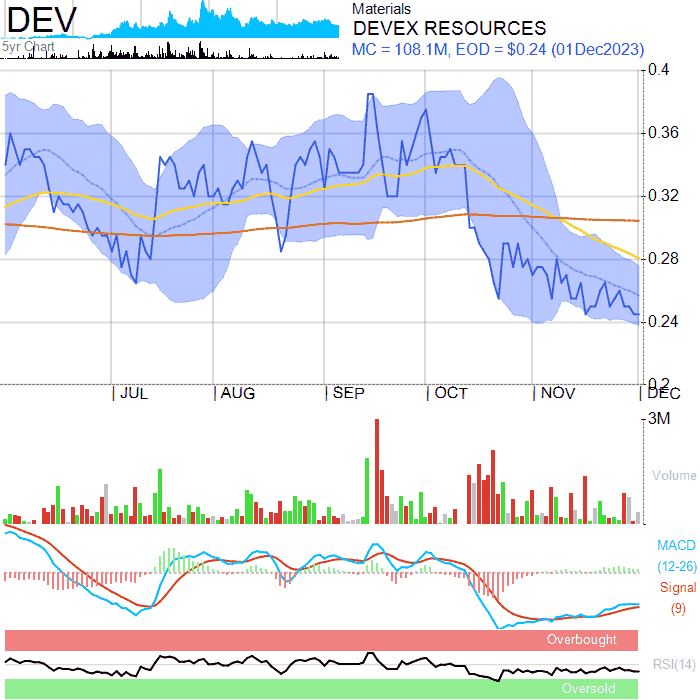 DEV
5yr Chart
Materials
DEVEX RESOURCES
MC = 108.1M, EOD = $0.24 (01Dec2023)
0.4
0.36
0.32
0.28
0.24
0.2
JUL
AUG
SEP
OCT
NOV
DEC
3M
Volume
MACD
(12-26)
Signal
(9)
Overbought
RSI(14)
Oversold